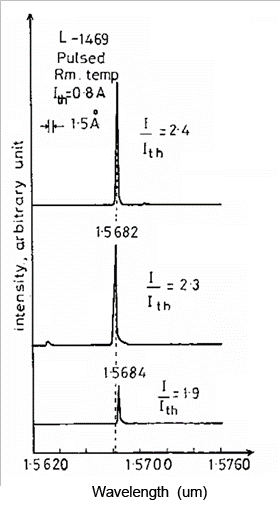 L-1469
Pulsed
Rm. temp
Ith=0·8A
1·5Å
I/Ith = 2·4
1·5682
I/Ith = 2·3
1·5684
I/Ith = 1·9
intensity, arbitrary unit
1·5620 1·5700 1·5760
Wavelength (um)